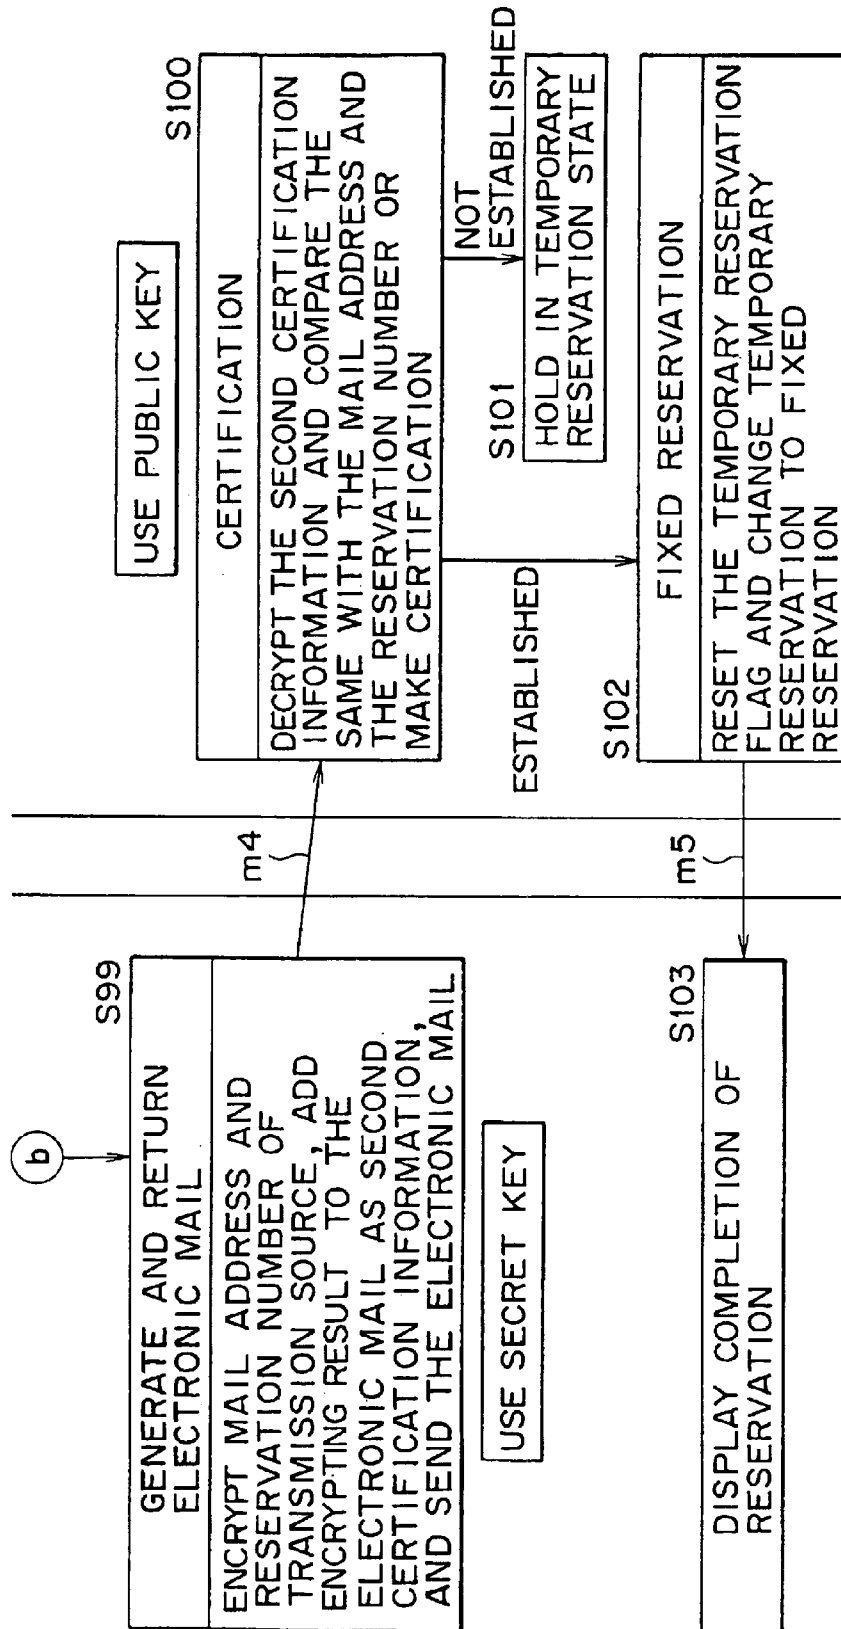 b
S99
GENERATE AND RETURN
ELECTRONIC MAIL
ENCRYPT MAIL ADDRESS AND
RESERVATION NUMBER OF
TRANSMISSION SOURCE, ADD
ENCRYPTING RESULT TO THE
ELECTRONIC MAIL AS SECOND
CERTIFICATION INFORMATION,
AND SEND THE ELECTRONIC MAIL
USE SECRET KEY
m4
USE PUBLIC KEY
S100
CERTIFICATION
DECRYPT THE SECOND CERTIFICATION
INFORMATION AND COMPARE THE
SAME WITH THE MAIL ADDRESS AND
THE RESERVATION NUMBER OR
MAKE CERTIFICATION
NOT
ESTABLISHED
S101
HOLD IN TEMPORARY
RESERVATION STATE
ESTABLISHED
S102
FIXED RESERVATION
RESET THE TEMPORARY RESERVATION
FLAG AND CHANGE TEMPORARY
RESERVATION TO FIXED
RESERVATION
m5
S103
DISPLAY COMPLETION OF
RESERVATION